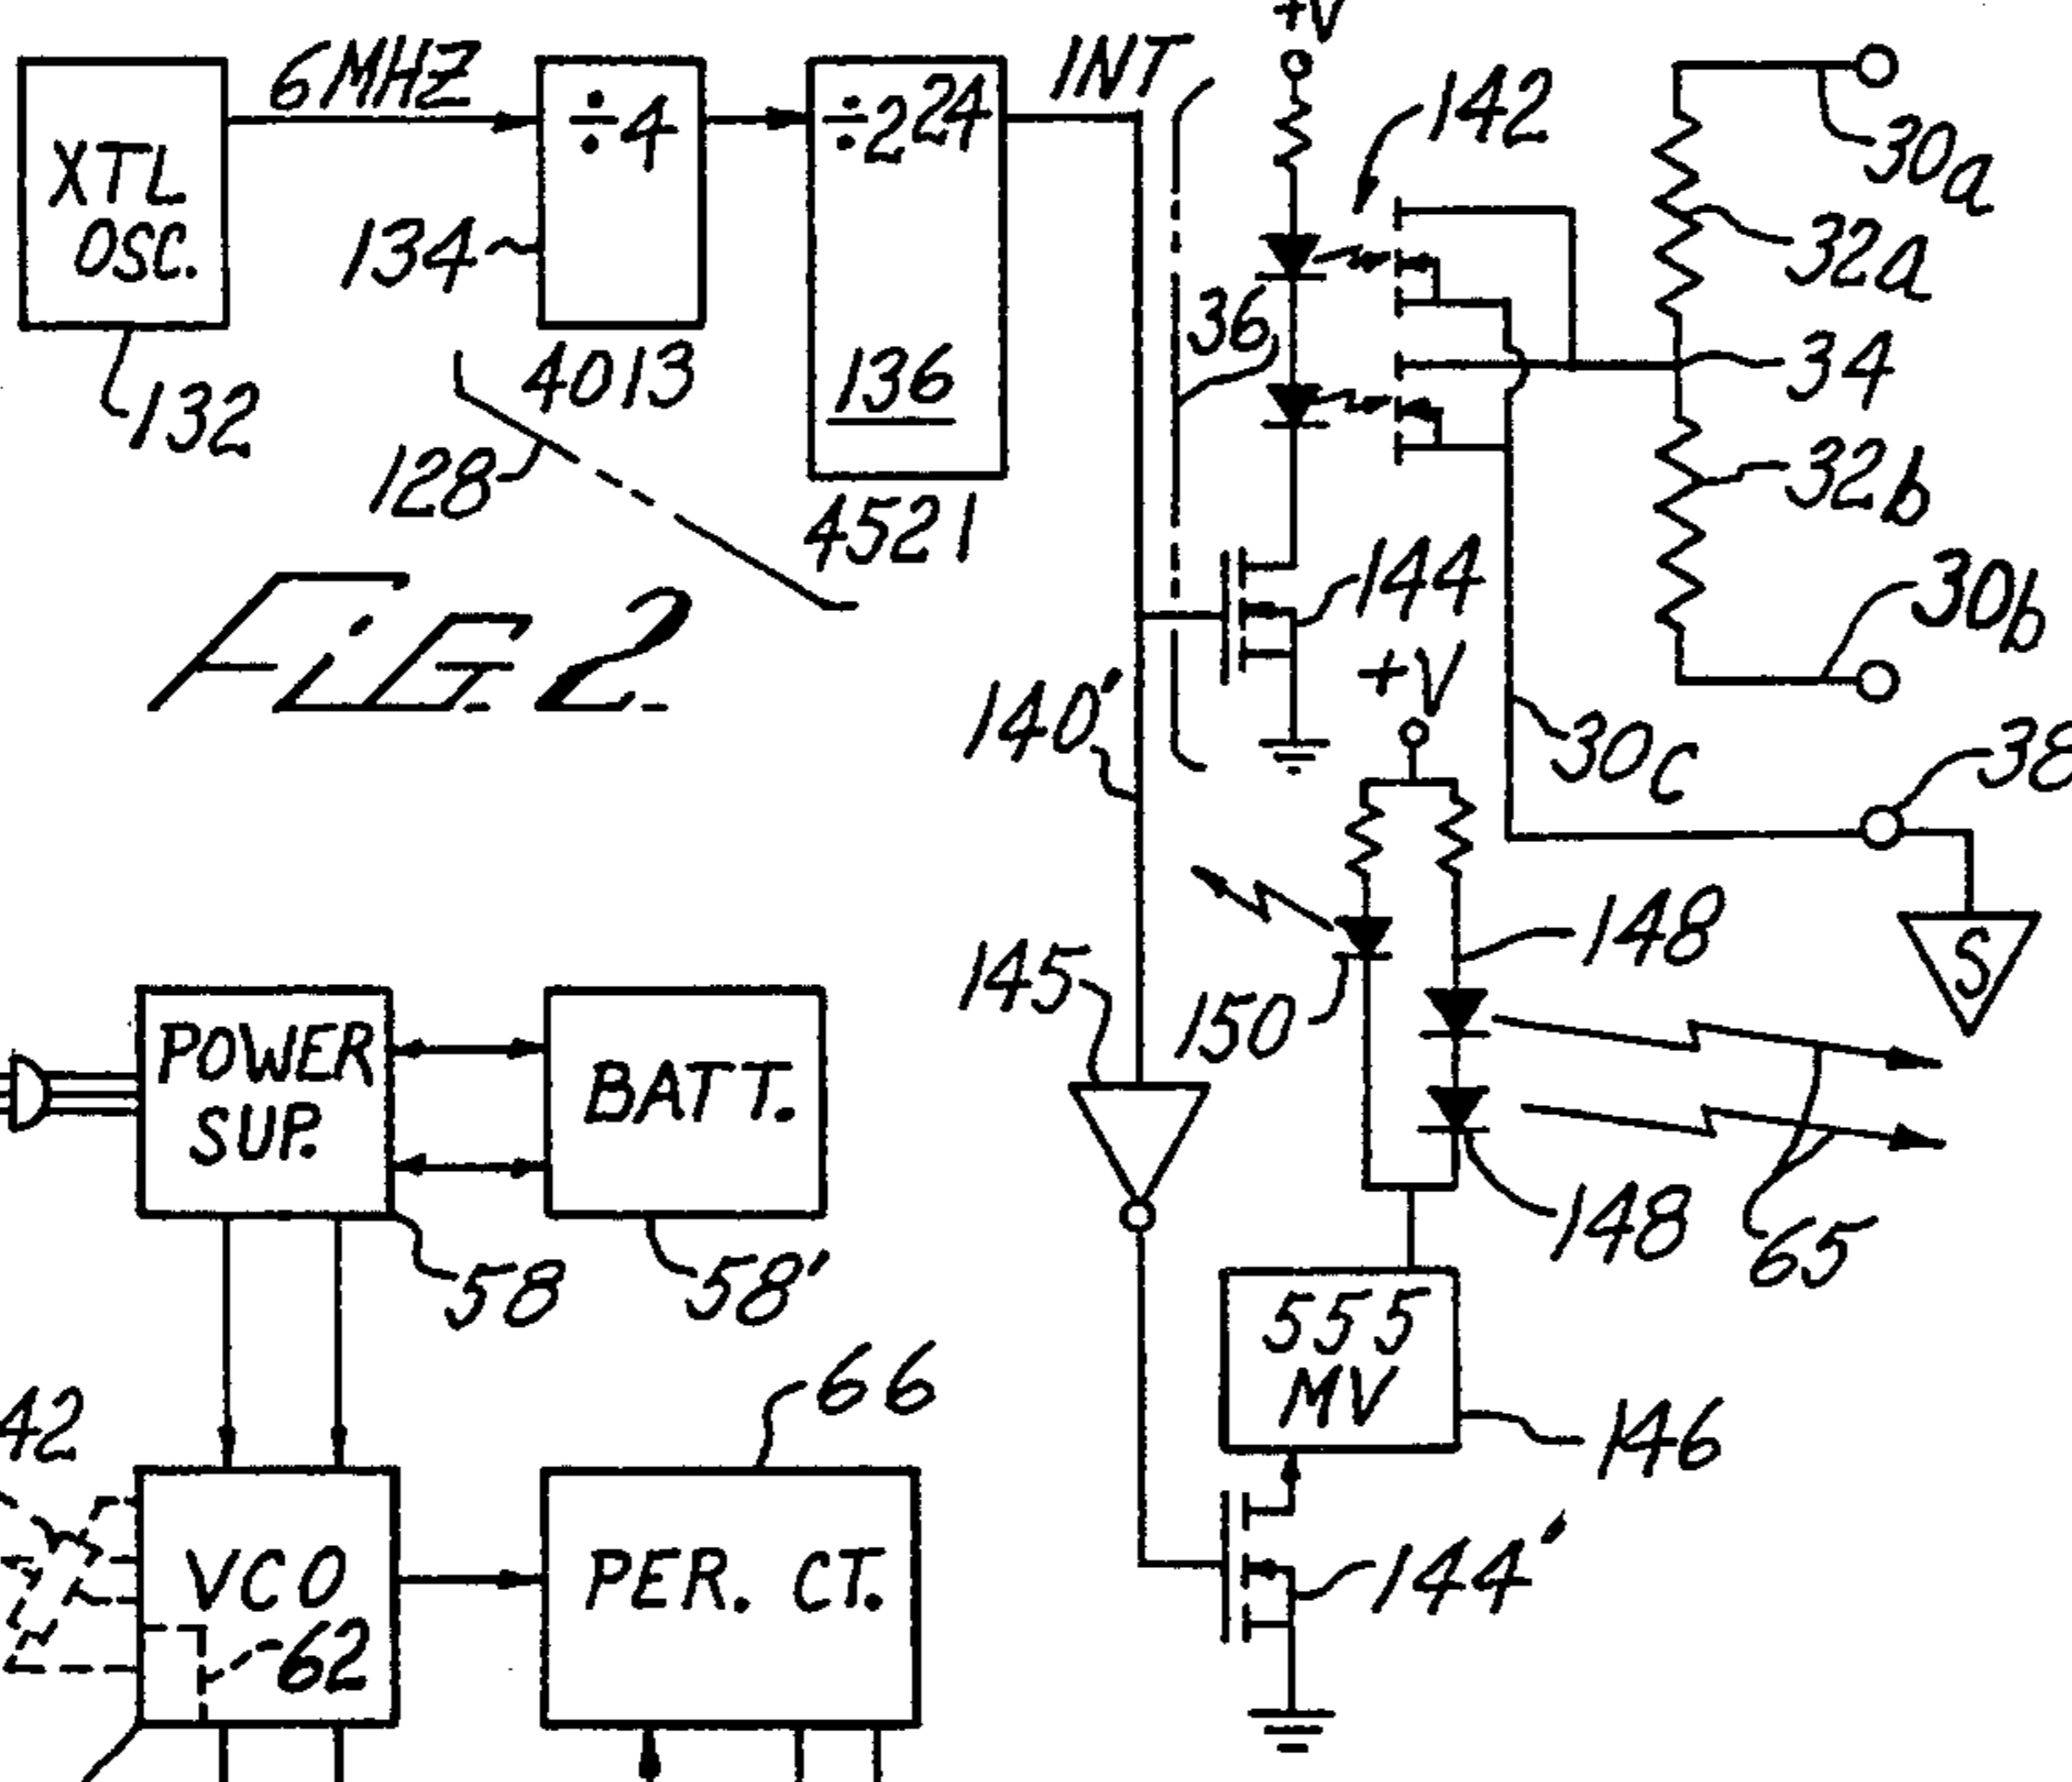 +V
6MHZ
INT
÷4
÷2²⁴
XTL
OSC.
142
30a
134
32a
36
34
4013
136
132
128
32b
4521
144
30b
FIG. 2.
+V
140'
30c
38
145
148
150
S
POWER
SUP.
BATT.
148
65
58
58'
555
MV
66
146
42
VCO
PER. CT.
144'
62